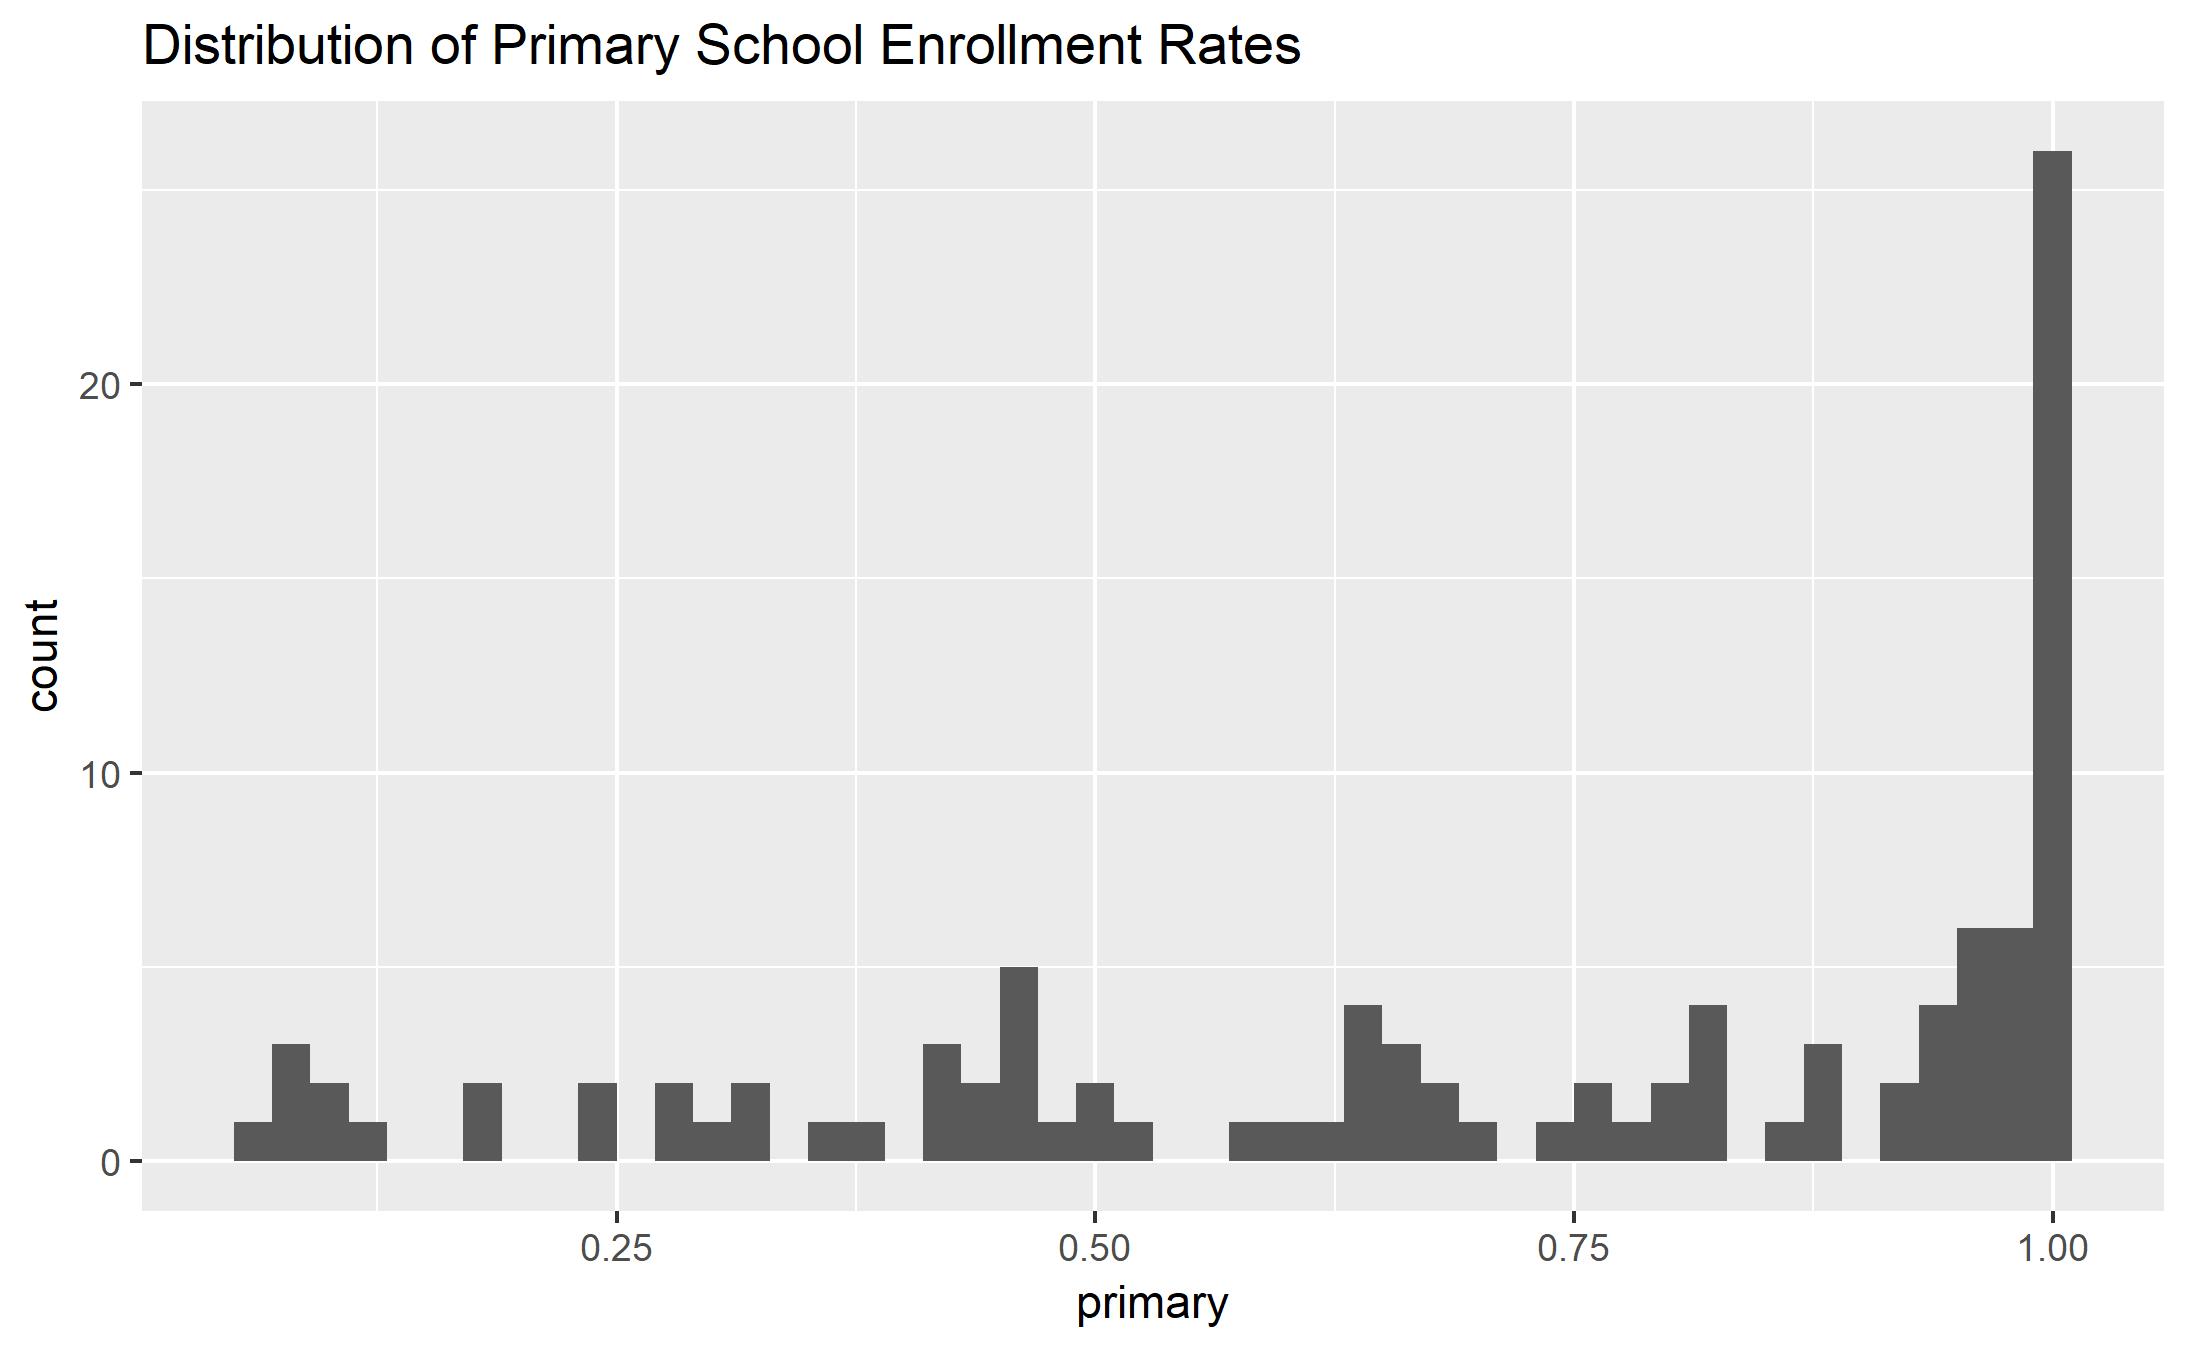 Distribution of Primary School Enrollment Rates
count
20
10
0
0.25 0.50 0.75 1.00
primary